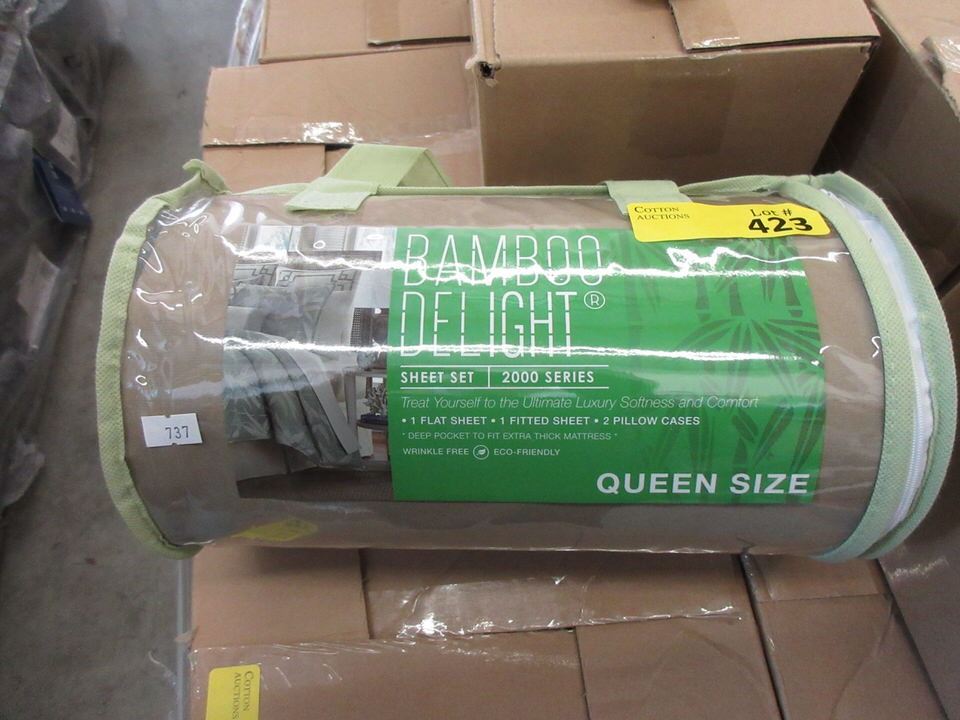 COTTON
AUCTIONS
LOT #
423
BAMBOO
DELIGHT®
SHEET SET | 2000 SERIES
Treat Yourself to the Ultimate Luxury Softness and Comfort
• 1 FLAT SHEET • 1 FITTED SHEET • 2 PILLOW CASES
* DEEP POCKET TO FIT EXTRA THICK MATTRESS *
WRINKLE FREE ECO-FRIENDLY
QUEEN SIZE
737
COTTON
AUCTIONS